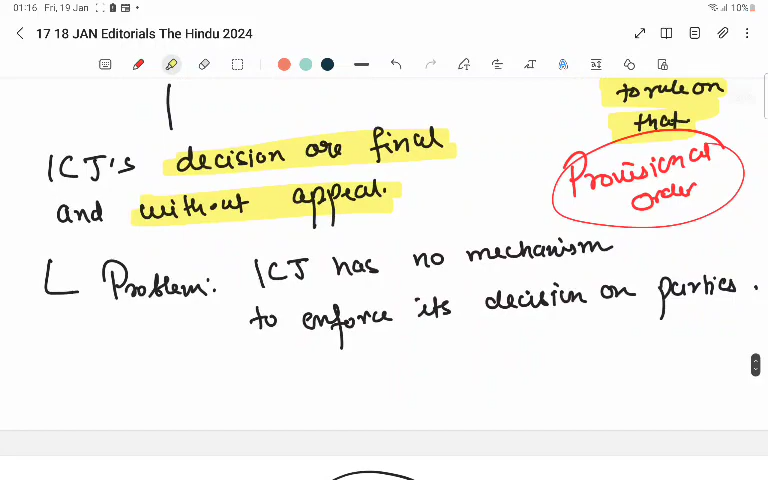 01:16 Fri, 19 Jan
10%
17 18 JAN Editorials The Hindu 2024
to rule on
that
Provisional
order
ICJ's decision are final
and without appeal.
Problem: ICJ has no mechanism
to enforce its decision on parties.